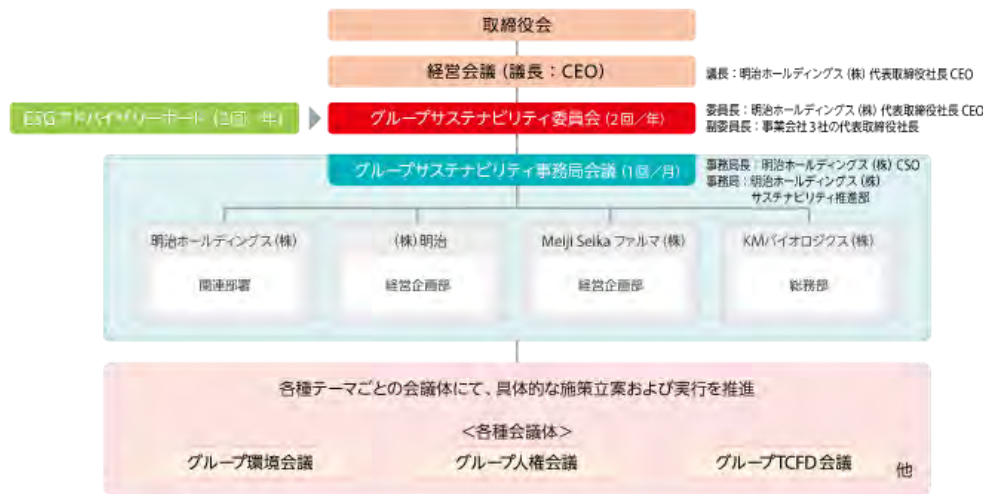 取締役会
経営会議(議長:CEO)
議長:明治ホールディングス(株)代表取締役社長CEO
ESGアドバイザリーボード(2回/年)
グループサステナビリティ委員会(2回/年)
委員長:明治ホールディングス(株)代表取締役社長CEO
副委員長:事業会社3社の代表取締役社長
グループサステナビリティ事務局会議(1回/月)
事務局長:明治ホールディングス(株)CSO
事務局:明治ホールディングス(株)
サステナビリティ推進部
明治ホールディングス(株)
関連部署
(株)明治
経営企画部
Meiji Seika ファルマ(株)
経営企画部
KMバイオロジクス(株)
総務部
各種テーマごとの会議体にて、具体的な施策立案および実行を推進
<各種会議体>
グループ環境会議
グループ人権会議
グループTCFD会議
他